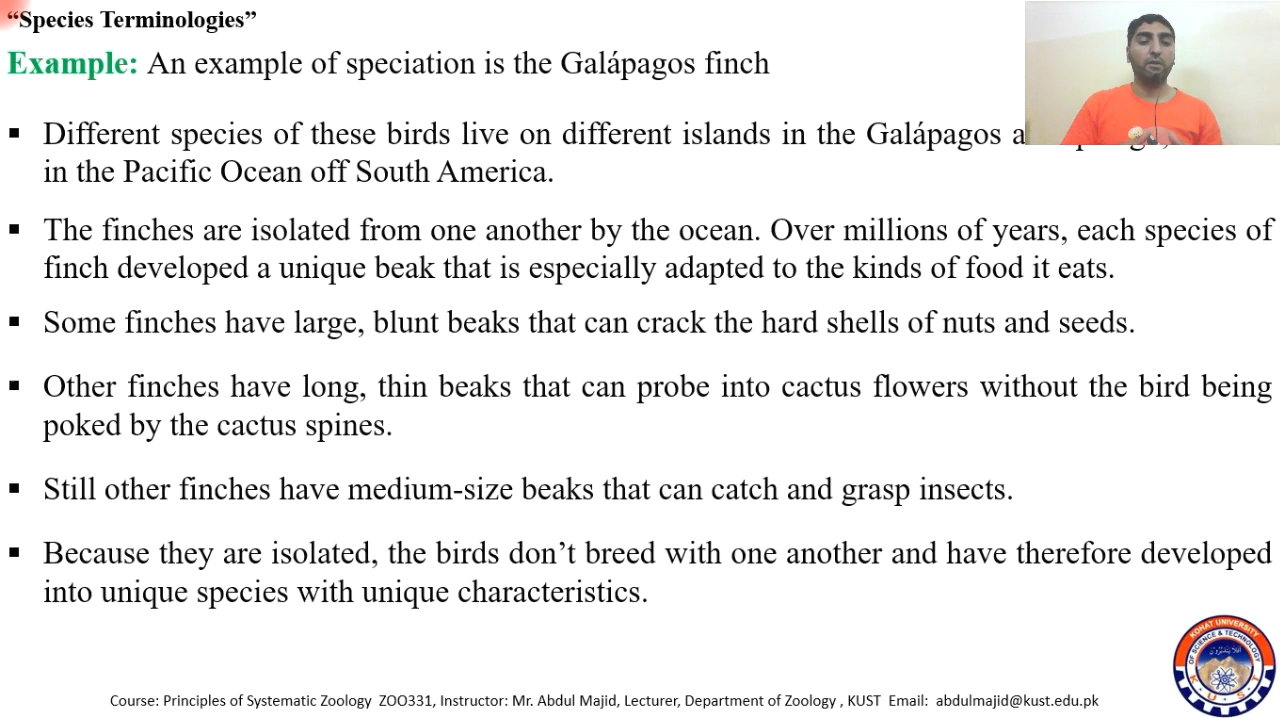 “Species Terminologies”
Example: An example of speciation is the Galápagos finch
▪ Different species of these birds live on different islands in the Galápagos
in the Pacific Ocean off South America.
▪ The finches are isolated from one another by the ocean. Over millions of years, each species of
finch developed a unique beak that is especially adapted to the kinds of food it eats.
▪ Some finches have large, blunt beaks that can crack the hard shells of nuts and seeds.
▪ Other finches have long, thin beaks that can probe into cactus flowers without the bird being
poked by the cactus spines.
▪ Still other finches have medium-size beaks that can catch and grasp insects.
▪ Because they are isolated, the birds don’t breed with one another and have therefore developed
into unique species with unique characteristics.
KOHAT UNIVERSITY
OF SCIENCE & TECHNOLOGY
K U S T
Course: Principles of Systematic Zoology ZOO331, Instructor: Mr. Abdul Majid, Lecturer, Department of Zoology , KUST Email: abdulmajid@kust.edu.pk